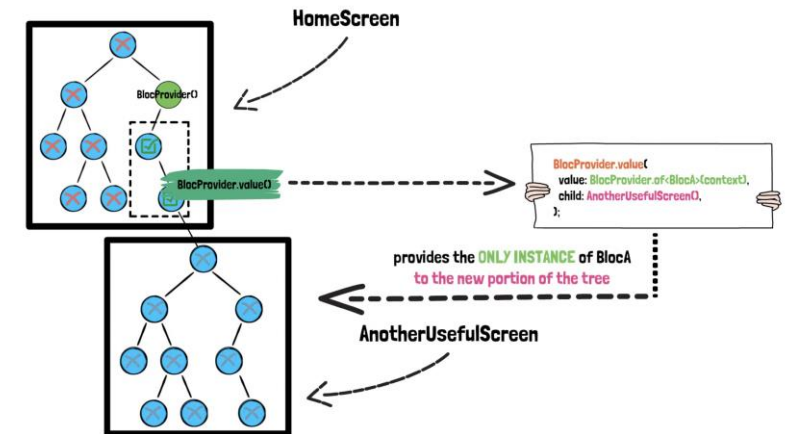 HomeScreen
BlocProvider()
BlocProvider.value()
BlocProvider.value(
value: BlocProvider.of<BlocA>(context),
child: AnotherUsefulScreen(),
);
provides the ONLY INSTANCE of BlocA
to the new portion of the tree
AnotherUsefulScreen